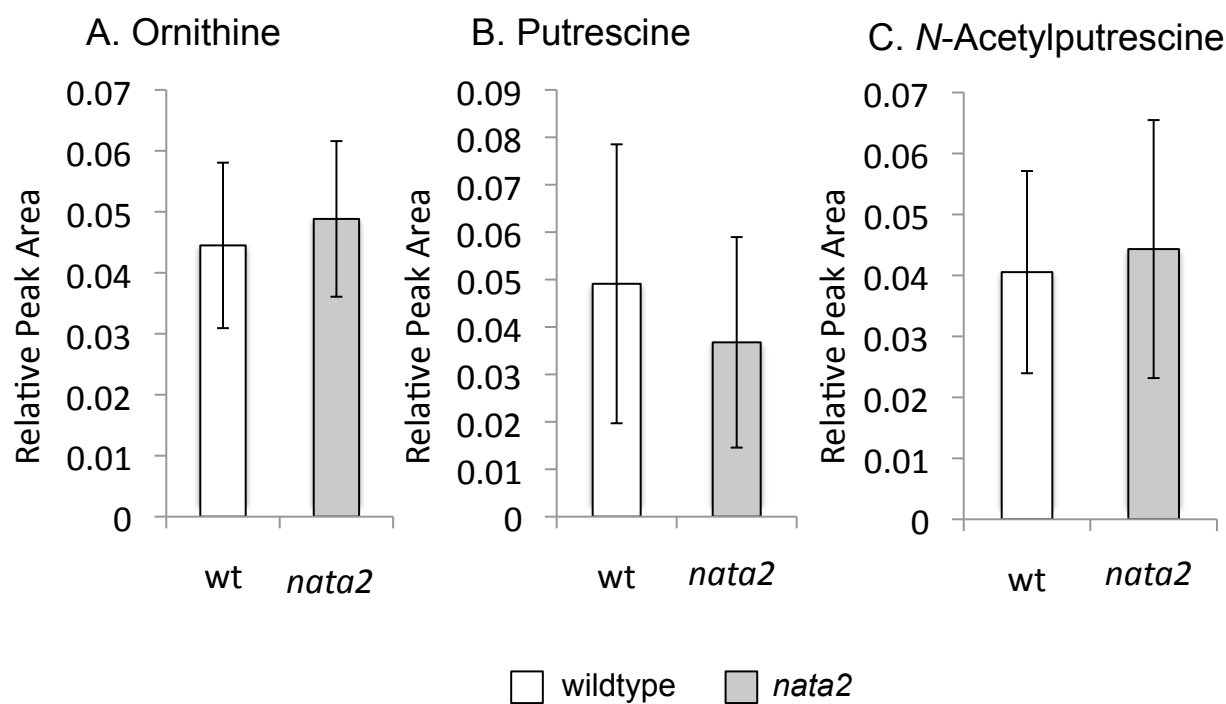 A. Ornithine
Relative Peak Area
0.07
0.06
0.05
0.04
0.03
0.02
0.01
0
wt
nata2
B. Putrescine
Relative Peak Area
0.09
0.08
0.07
0.06
0.05
0.04
0.03
0.02
0.01
0
wt
nata2
C. N-Acetylputrescine
Relative Peak Area
0.07
0.06
0.05
0.04
0.03
0.02
0.01
0
wt
nata2
wildtype
nata2